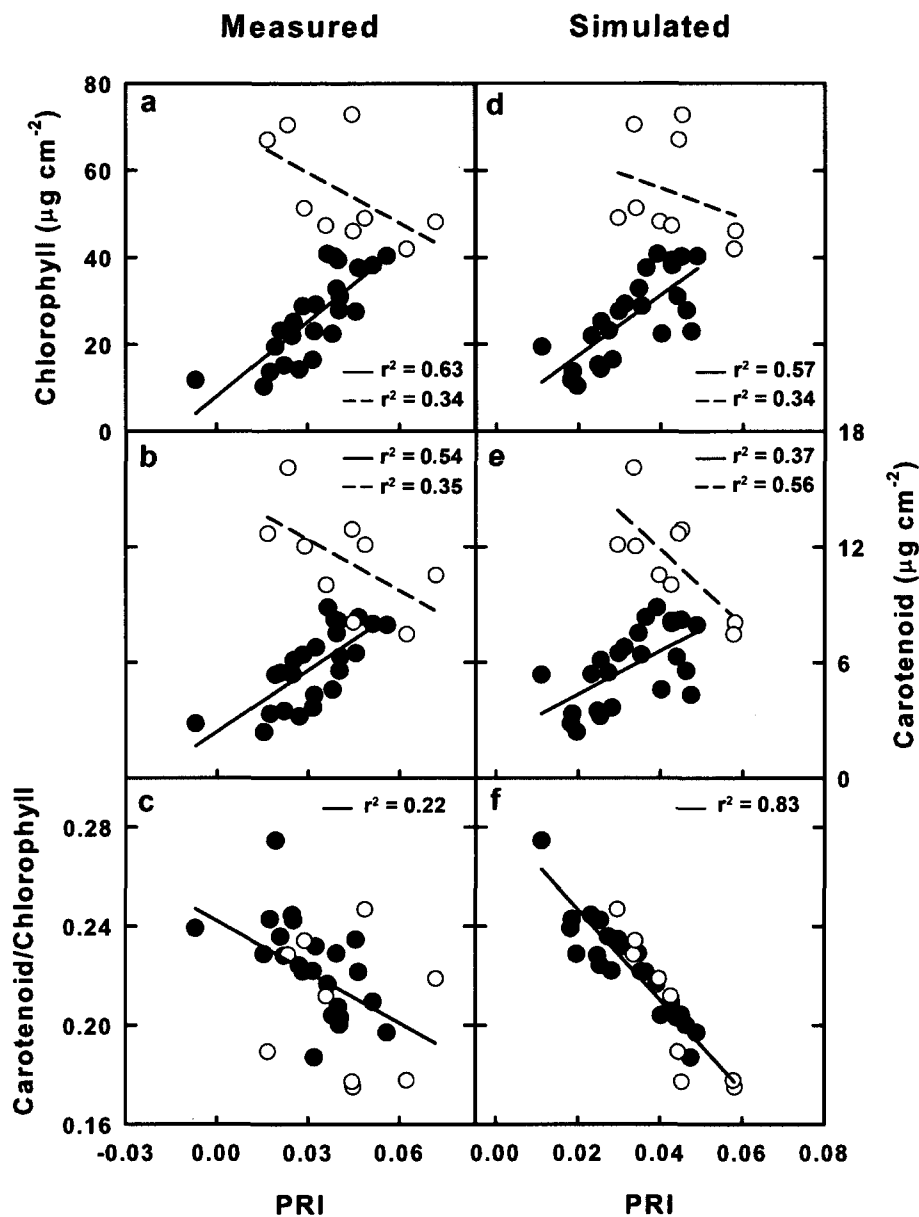 Measured
Simulated
Chlorophyll (µg cm⁻²)
80
60
40
20
0
a
r² = 0.63
r² = 0.34
d
r² = 0.57
r² = 0.34
b
r² = 0.54
r² = 0.35
e
r² = 0.37
r² = 0.56
18
12
6
0
Carotenoid (µg cm⁻²)
Carotenoid/Chlorophyll
0.28
0.24
0.20
0.16
c
r² = 0.22
f
r² = 0.83
-0.03 0.00 0.03 0.06
0.00 0.02 0.04 0.06 0.08
PRI
PRI